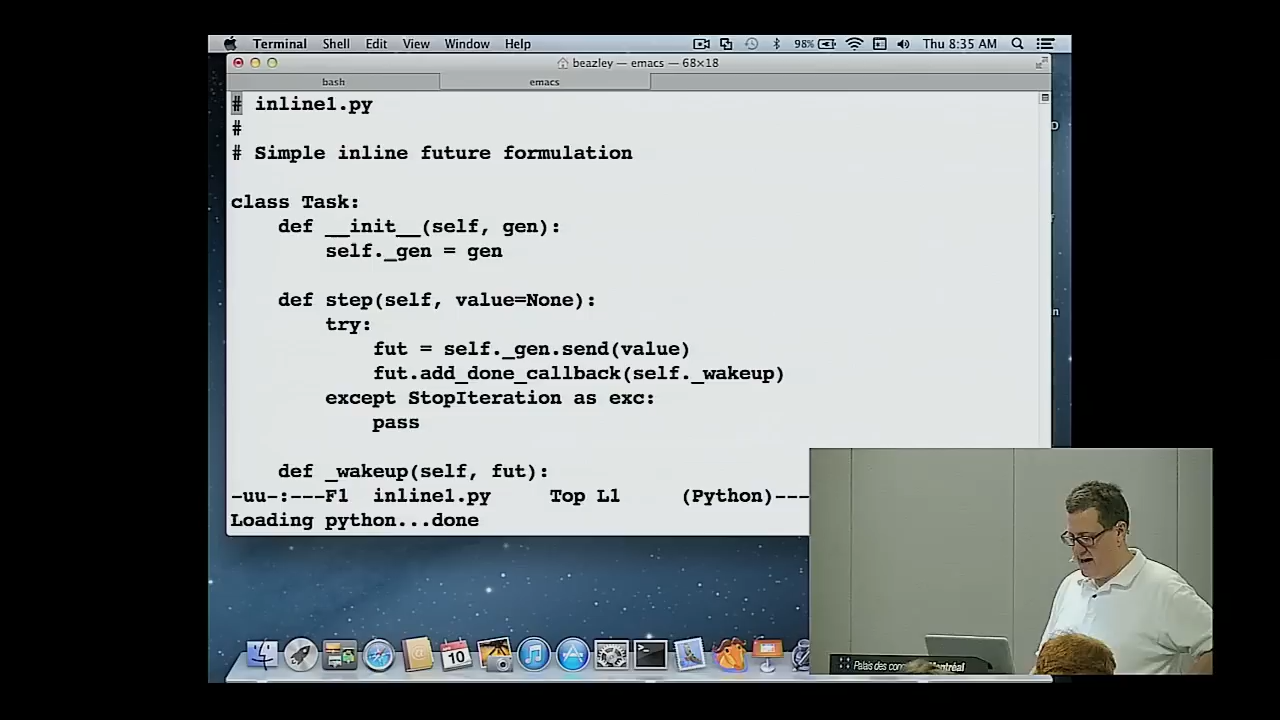 Terminal Shell Edit View Window Help 98% Thu 8:35 AM
beazley — emacs — 68×18
bash emacs
# inline1.py
#
# Simple inline future formulation
class Task:
def __init__(self, gen):
self._gen = gen
def step(self, value=None):
try:
fut = self._gen.send(value)
fut.add_done_callback(self._wakeup)
except StopIteration as exc:
pass
def _wakeup(self, fut):
-uu-:---F1 inline1.py Top L1 (Python)---
Loading python...done
10
Palais des Montréal